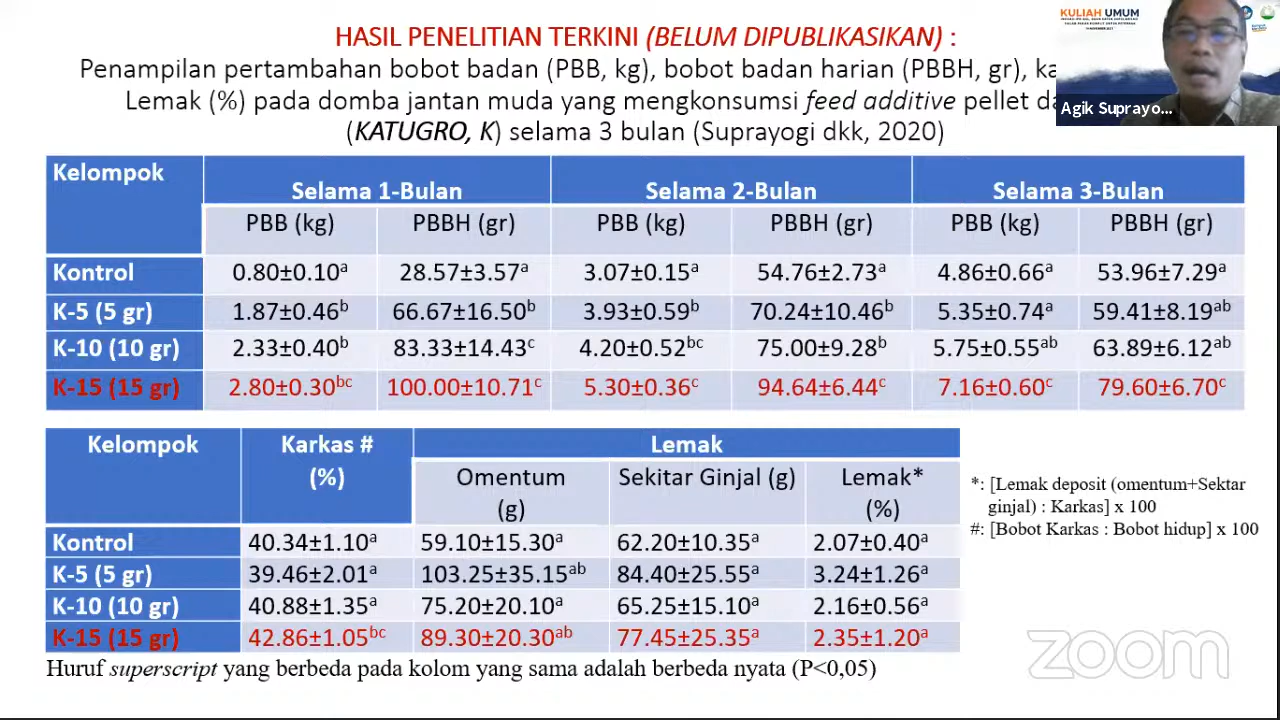 HASIL PENELITIAN TERKINI (BELUM DIPUBLIKASIKAN) :
Penampilan pertambahan bobot badan (PBB, kg), bobot badan harian (PBBH, gr),
Lemak (%) pada domba jantan muda yang mengkonsumsi feed additive pellet
(KATUGRO, K) selama 3 bulan (Suprayogi dkk, 2020)
KULIAH UMUM
Agik Suprayo...
Kelompok Selama 1-Bulan Selama 2-Bulan Selama 3-Bulan
PBB (kg) PBBH (gr) PBB (kg) PBBH (gr) PBB (kg) PBBH (gr)
Kontrol 0.80±0.10ᵃ 28.57±3.57ᵃ 3.07±0.15ᵃ 54.76±2.73ᵃ 4.86±0.66ᵃ 53.96±7.29ᵃ
K-5 (5 gr) 1.87±0.46ᵇ 66.67±16.50ᵇ 3.93±0.59ᵇ 70.24±10.46ᵇ 5.35±0.74ᵃ 59.41±8.19ᵃᵇ
K-10 (10 gr) 2.33±0.40ᵇ 83.33±14.43ᶜ 4.20±0.52ᵇᶜ 75.00±9.28ᵇ 5.75±0.55ᵃᵇ 63.89±6.12ᵃᵇ
K-15 (15 gr) 2.80±0.30ᵇᶜ 100.00±10.71ᶜ 5.30±0.36ᶜ 94.64±6.44ᶜ 7.16±0.60ᶜ 79.60±6.70ᶜ
Kelompok Karkas # Lemak
(%) Omentum Sekitar Ginjal (g) Lemak*
(g) (%)
Kontrol 40.34±1.10ᵃ 59.10±15.30ᵃ 62.20±10.35ᵃ 2.07±0.40ᵃ
K-5 (5 gr) 39.46±2.01ᵃ 103.25±35.15ᵃᵇ 84.40±25.55ᵃ 3.24±1.26ᵃ
K-10 (10 gr) 40.88±1.35ᵃ 75.20±20.10ᵃ 65.25±15.10ᵃ 2.16±0.56ᵃ
K-15 (15 gr) 42.86±1.05ᵇᶜ 89.30±20.30ᵃᵇ 77.45±25.35ᵃ 2.35±1.20ᵃ
*: [Lemak deposit (omentum+Sektar
ginjal) : Karkas] x 100
#: [Bobot Karkas : Bobot hidup] x 100
Huruf superscript yang berbeda pada kolom yang sama adalah berbeda nyata (P<0,05)
zoom